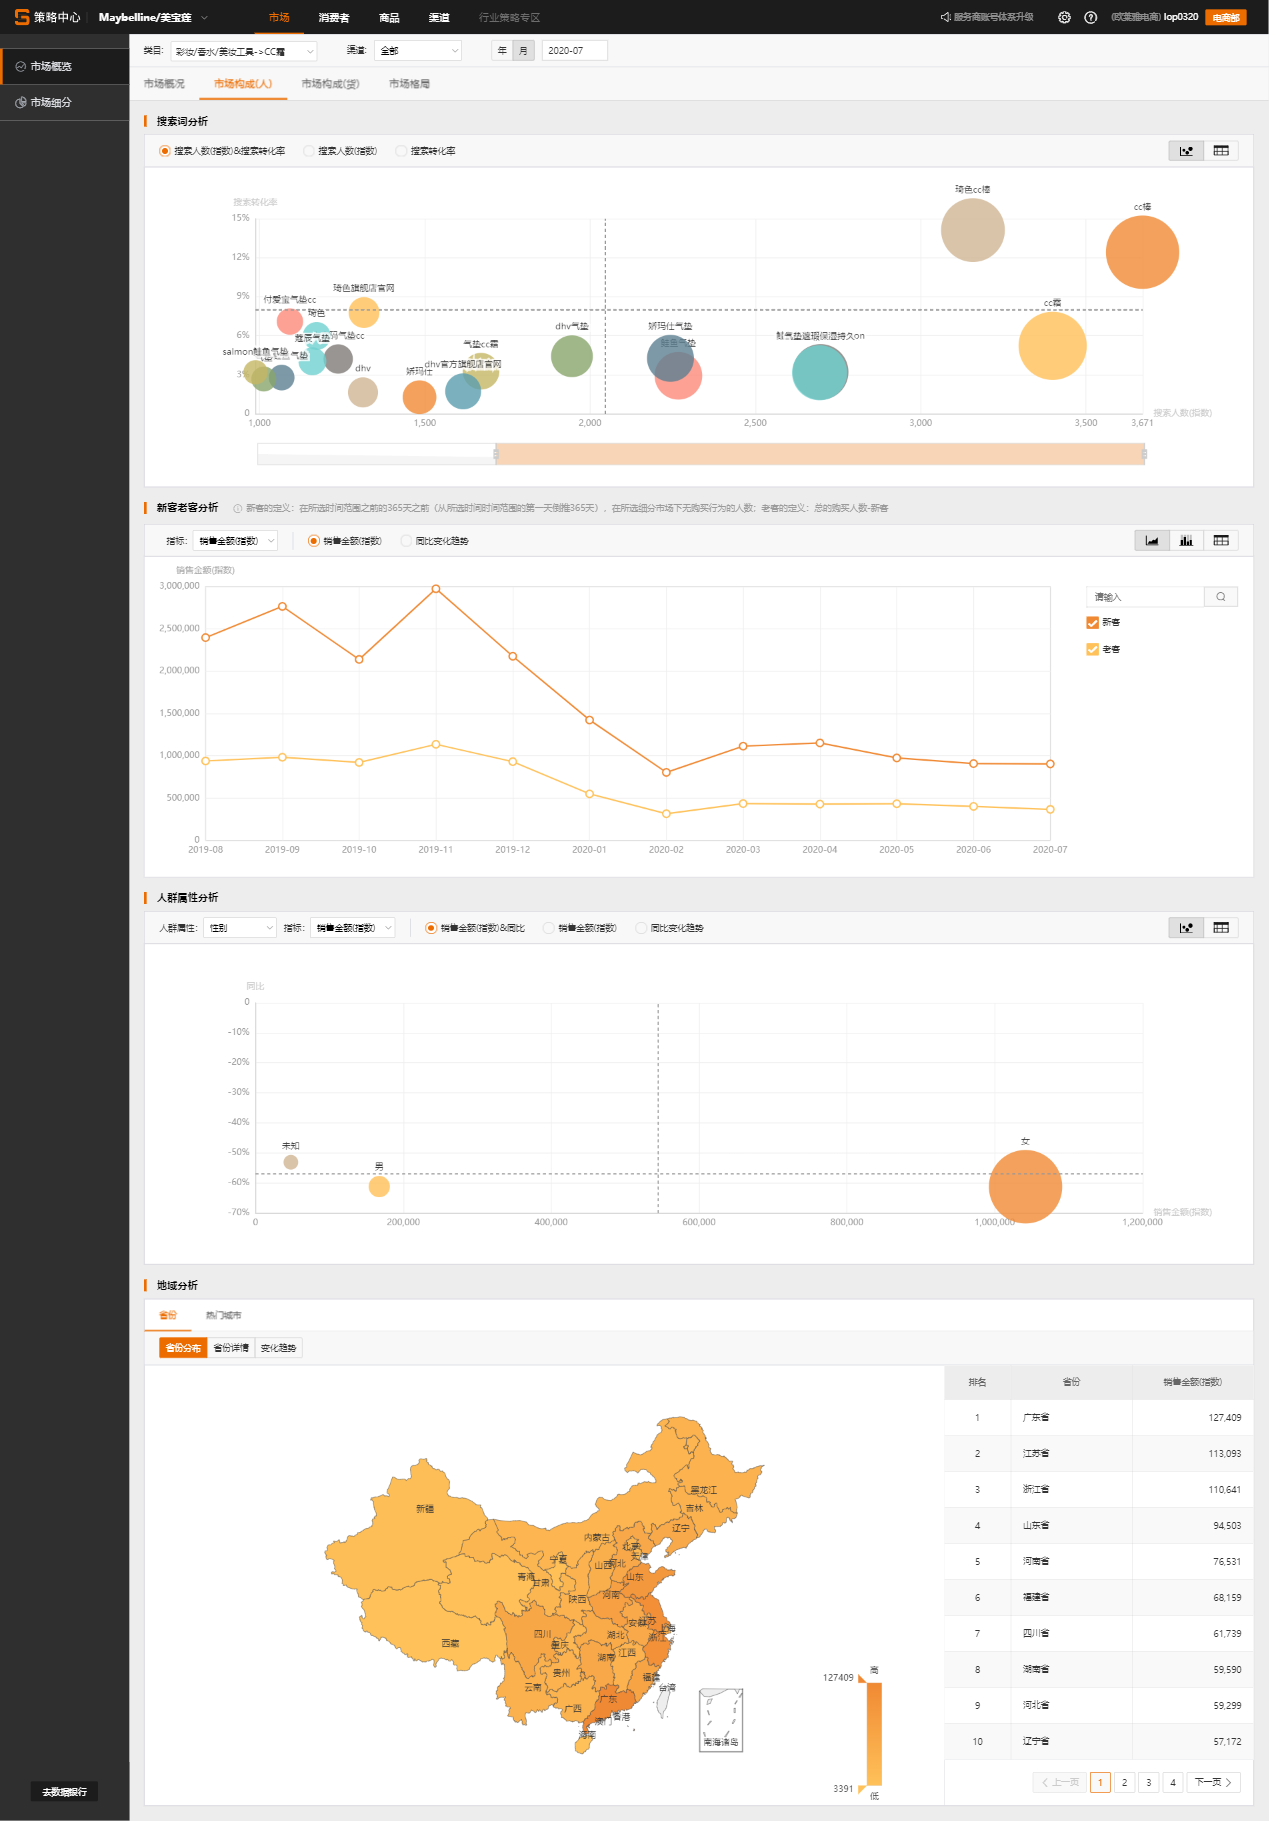 策略中心 Maybelline/美宝莲 市场 消费者 商品 渠道 行业策略专区 服务商账号体系升级 (欧莱雅电商) lop0320 电商部
市场概览
市场细分
类目: 彩妆/香水/美妆工具->CC霜 渠道: 全部 年 月 2020-07
市场概况 市场构成(人) 市场构成(货) 市场格局
搜索词分析
搜索人数(指数)&搜索转化率 搜索人数(指数) 搜索转化率
搜索转化率
15%
12%
9%
6%
3%
0
琦色cc棒
cc棒
cc霜
琦色旗舰店官网
付爱宝气垫cc
琦色
蔻辰气垫
气垫cc
salmon鲑鱼气垫
气垫
dhv
娇玛仕
气垫cc霜
dhv官方旗舰店官网
dhv气垫
娇玛仕气垫
鲑鱼气垫
气垫遮瑕保湿持久on
1,000 1,500 2,000 2,500 3,000 3,500 3,671
搜索人数(指数)
新客老客分析 新客的定义：在所选时间范围之前的365天之前（从所选时间时间范围的第一天倒推365天），在所选细分市场下无购买行为的人数；老客的定义：总的购买人数-新客
指标: 销售金额(指数) 销售金额(指数) 同比变化趋势
销售金额(指数)
3,000,000
2,500,000
2,000,000
1,500,000
1,000,000
500,000
0
2019-08 2019-09 2019-10 2019-11 2019-12 2020-01 2020-02 2020-03 2020-04 2020-05 2020-06 2020-07
请输入
新客
老客
人群属性分析
人群属性: 性别 指标: 销售金额(指数) 销售金额(指数)&同比 销售金额(指数) 同比变化趋势
同比
0
-10%
-20%
-30%
-40%
-50%
-60%
-70%
未知
男
女
0 200,000 400,000 600,000 800,000 1,000,000 1,200,000
销售金额(指数)
地域分析
省份 热门城市
省份分布 省份详情 变化趋势
新疆
黑龙江
吉林
辽宁
内蒙古
北京
天津
宁夏
山西
河北
青海
甘肃
山东
陕西
河南
安徽
江苏
上海
四川
湖北
浙江
西藏
重庆
湖南
江西
贵州
福建
云南
台湾
广西
广东
澳门
香港
海南
南海诸岛
127409 高
3391 低
排名 省份 销售金额(指数)
1 广东省 127,409
2 江苏省 113,093
3 浙江省 110,641
4 山东省 94,503
5 河南省 76,531
6 福建省 68,159
7 四川省 61,739
8 湖南省 59,590
9 河北省 59,299
10 辽宁省 57,172
上一页 1 2 3 4 下一页
去数据银行